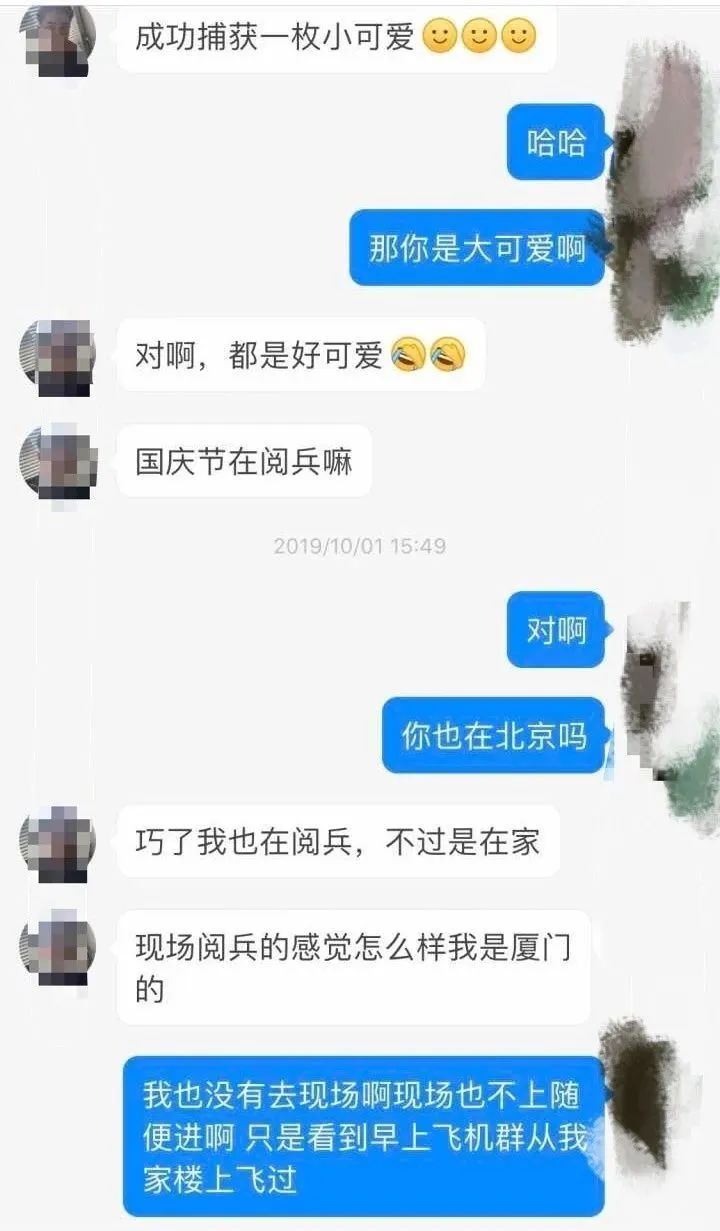 成功捕获一枚小可爱
哈哈
那你是大可爱啊
对啊，都是好可爱
国庆节在阅兵嘛
2019/10/01 15:49
对啊
你也在北京吗
巧了我也在阅兵，不过是在家
现场阅兵的感觉怎么样我是厦门
的
我也没有去现场啊现场也不上随
便进啊 只是看到早上飞机群从我
家楼上飞过